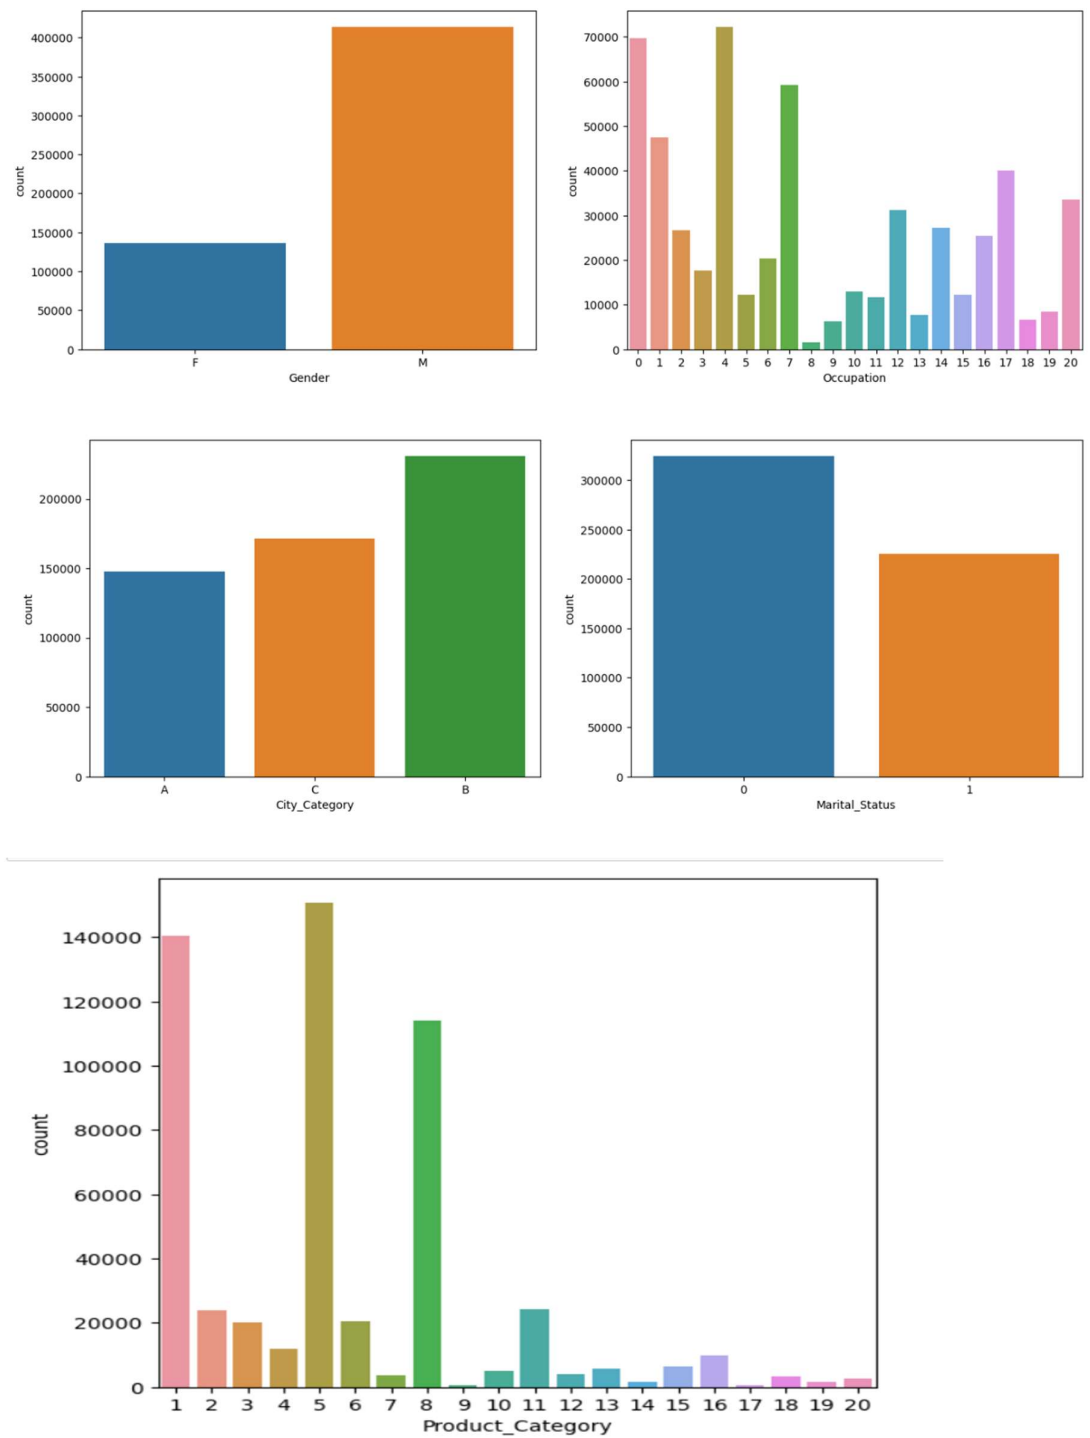 400000
350000
300000
250000
200000
150000
100000
50000
0
count
F M
Gender
70000
60000
50000
40000
30000
20000
10000
0
count
0 1 2 3 4 5 6 7 8 9 10 11 12 13 14 15 16 17 18 19 20
Occupation
200000
150000
100000
50000
0
count
A C B
City_Category
300000
250000
200000
150000
100000
50000
0
count
0 1
Marital_Status
140000
120000
100000
80000
60000
40000
20000
0
count
1 2 3 4 5 6 7 8 9 10 11 12 13 14 15 16 17 18 19 20
Product_Category